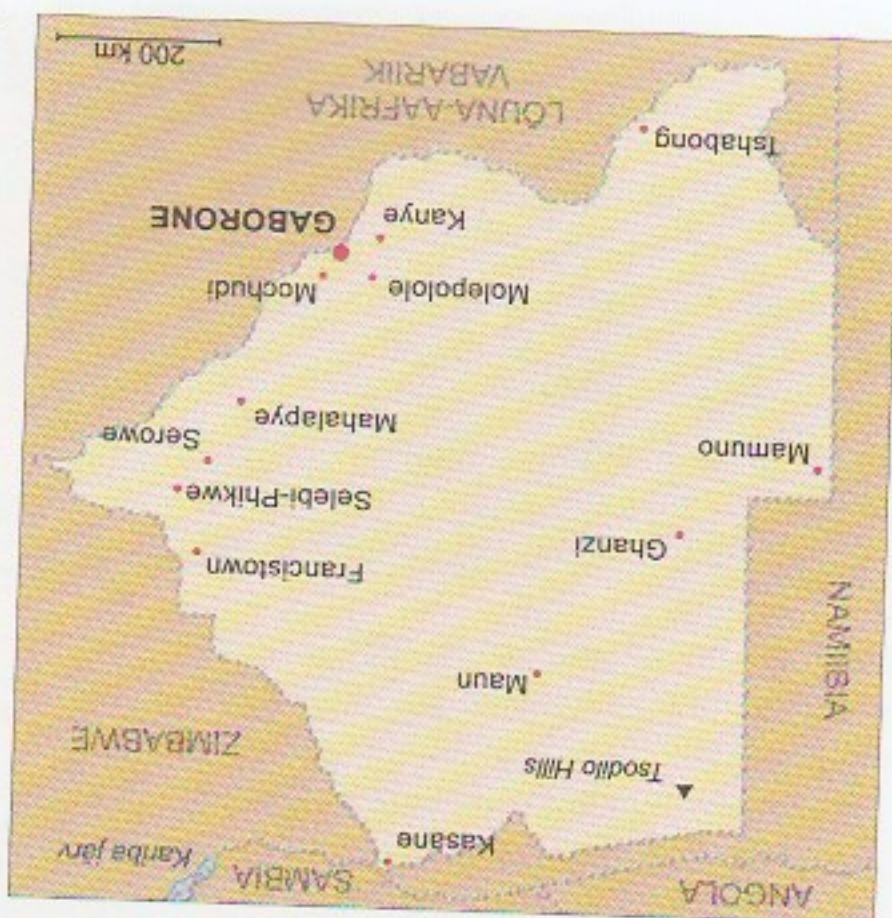 ANGOLA
SAMBIA
Kariba järv
Kasane
Tsodilo Hills
ZIMBABWE
Maun
NAMIIBIA
Ghanzi
Francistown
Mamuno
Selebi-Phikwe
Serowe
Mahalapye
Molepolole
Mochudi
Kanye
GABORONE
Tshabong
LÕUNA-AAFRIKA
VABARIIK
200 km